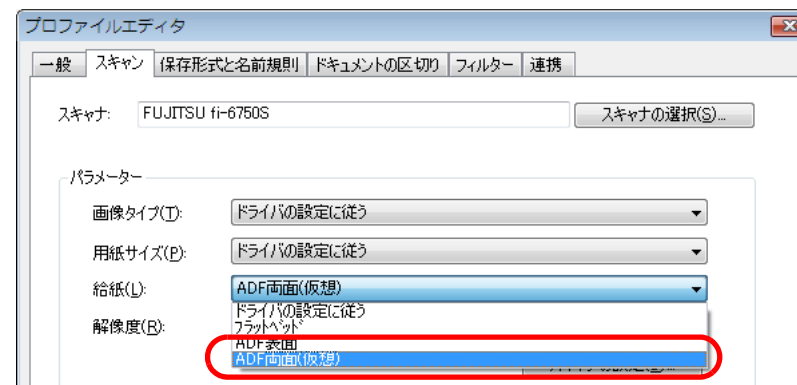 プロファイルエディタ
一般 スキャン 保存形式と名前規則 ドキュメントの区切り フィルター 連携
スキャナ: FUJITSU fi-6750S スキャナの選択(S)...
パラメーター
画像タイプ(T): ドライバの設定に従う
用紙サイズ(P): ドライバの設定に従う
給紙(L): ADF両面(仮想)
ドライバの設定に従う
解像度(R): フラットベッド
ADF表面
ADF両面(仮想)